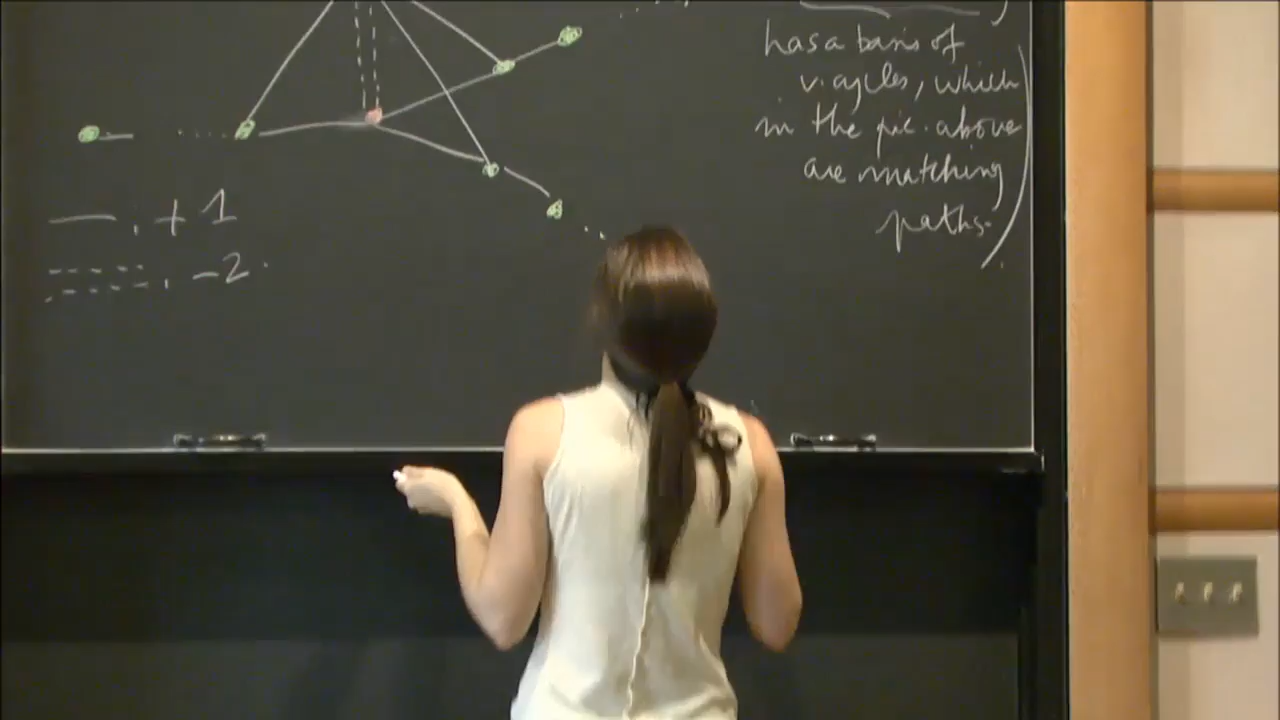 has a basis of
v. cycles, which
in the pic. above
are matching
paths.)
, +1
, -2.